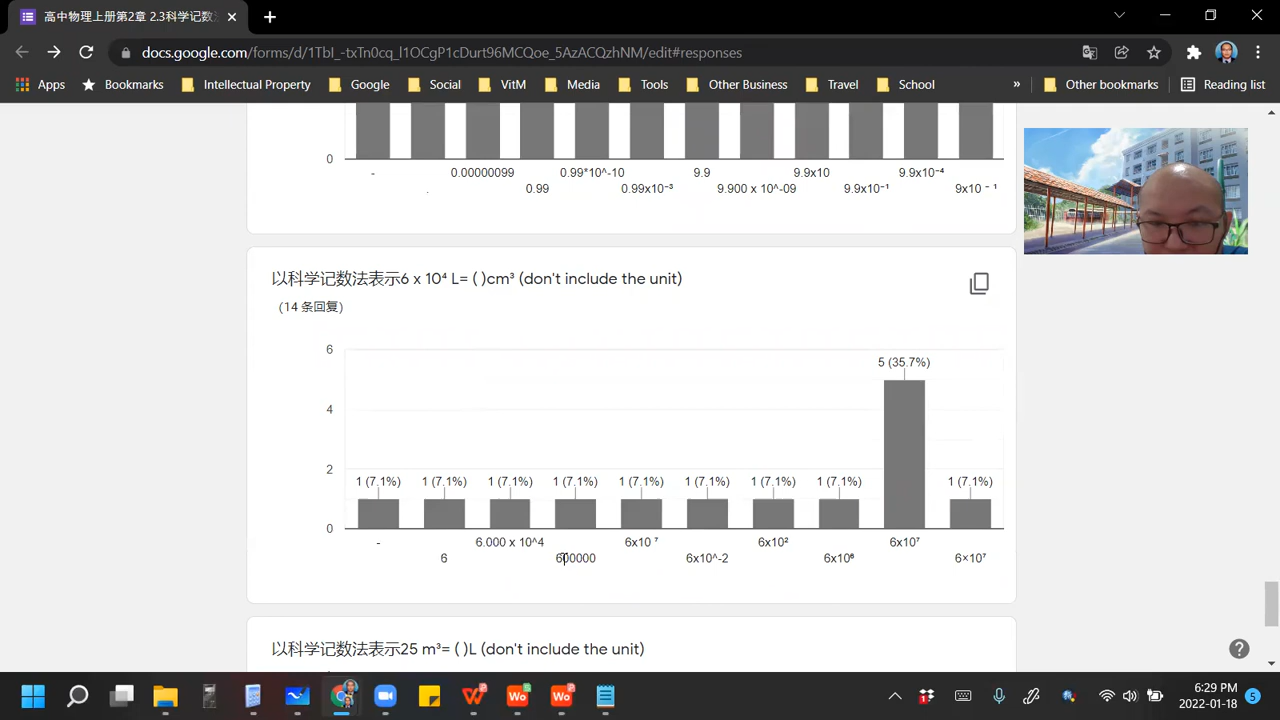 高中物理上册第2章 2.3科学记数
docs.google.com/forms/d/1TbI_-txTn0cq_l1OCgP1cDurt96MCQoe_5AzACQzhNM/edit#responses
Apps Bookmarks Intellectual Property Google Social VitM Media Tools Other Business Travel School » Other bookmarks Reading list
0
- 0.00000099 0.99*10^-10 9.9 9.9x10 9.9x10⁻⁴
. 0.99 0.99x10⁻³ 9.900 x 10^-09 9.9x10⁻¹ 9x10 ⁻ ¹
以科学记数法表示6 x 10⁴ L= ( )cm³ (don't include the unit)
(14 条回复)
6
5 (35.7%)
4
2
1 (7.1%) 1 (7.1%) 1 (7.1%) 1 (7.1%) 1 (7.1%) 1 (7.1%) 1 (7.1%) 1 (7.1%) 1 (7.1%)
0
- 6.000 x 10^4 6x10 ⁷ 6x10² 6x10⁷
6 600000 6x10^-2 6x10⁶ 6×10⁷
以科学记数法表示25 m³= ( )L (don't include the unit)
6:29 PM
2022-01-18
5